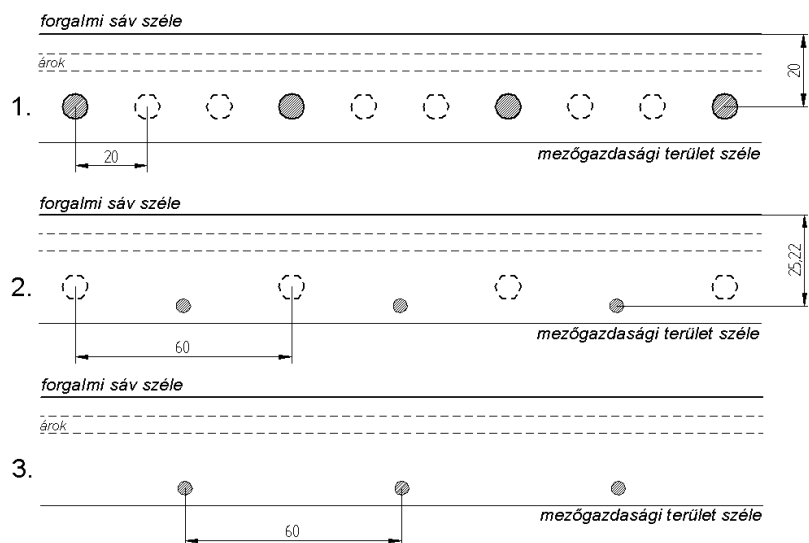 forgalmi sáv széle
árok
20
1.
20
mezőgazdasági terület széle
forgalmi sáv széle
25,22
2.
60
mezőgazdasági terület széle
forgalmi sáv széle
árok
3.
mezőgazdasági terület széle
60